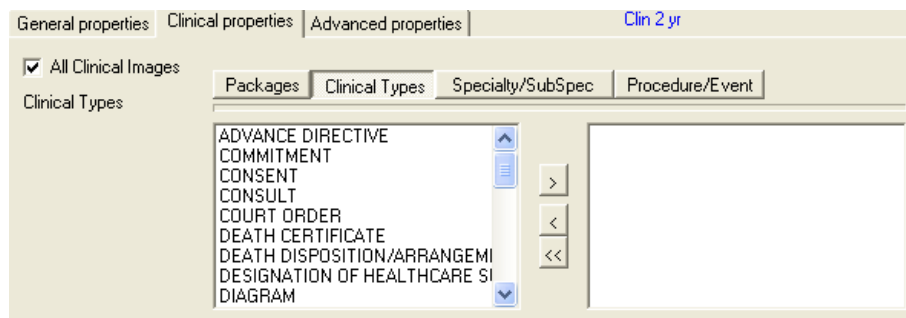 General properties Clinical properties Advanced properties Clin 2 yr
All Clinical Images
Packages Clinical Types Specialty/SubSpec Procedure/Event
Clinical Types
ADVANCE DIRECTIVE
COMMITMENT
CONSENT
>
CONSULT
COURT ORDER
<
DEATH CERTIFICATE
DEATH DISPOSITION/ARRANGEMI
<<
DESIGNATION OF HEALTHCARE SI
DIAGRAM